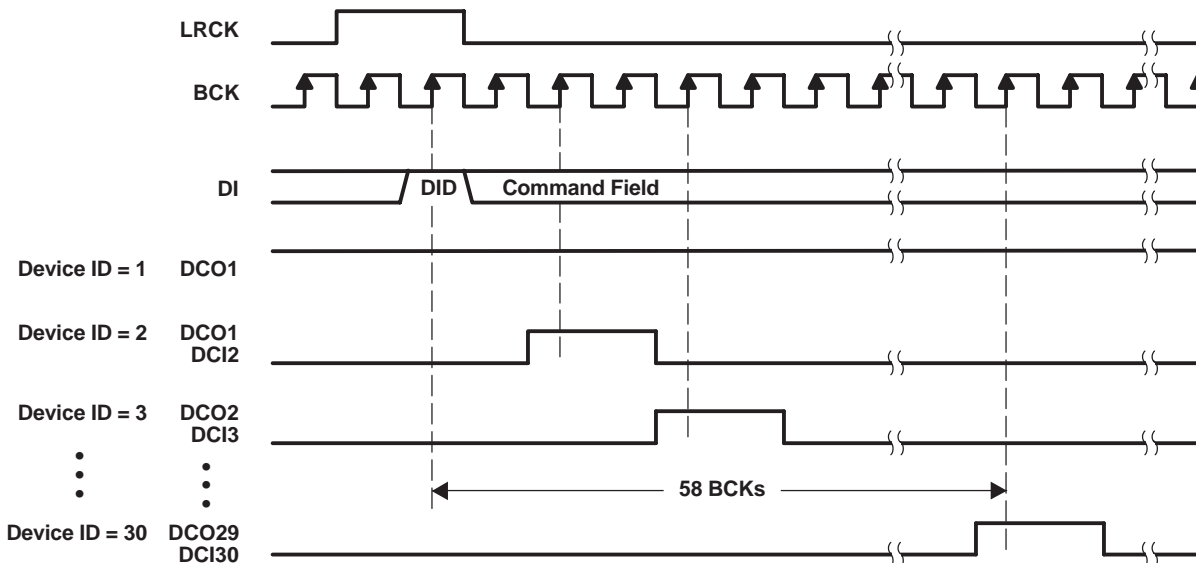 LRCK
BCK
DI
DID
Command Field
Device ID = 1
DCO1
Device ID = 2
DCO1
DCI2
Device ID = 3
DCO2
DCI3
58 BCKs
Device ID = 30
DCO29
DCI30